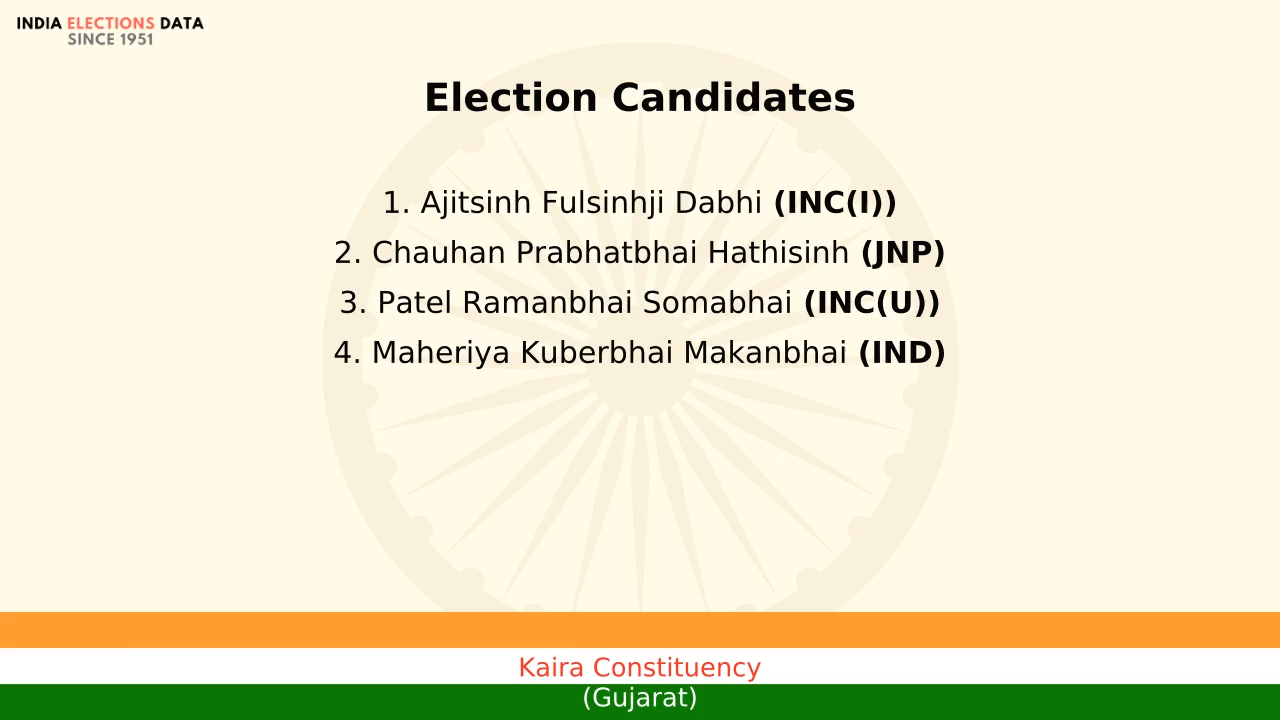 INDIA ELECTIONS DATA
SINCE 1951
Election Candidates
1. Ajitsinh Fulsinhji Dabhi (INC(I))
2. Chauhan Prabhatbhai Hathisinh (JNP)
3. Patel Ramanbhai Somabhai (INC(U))
4. Maheriya Kuberbhai Makanbhai (IND)
Kaira Constituency
(Gujarat)